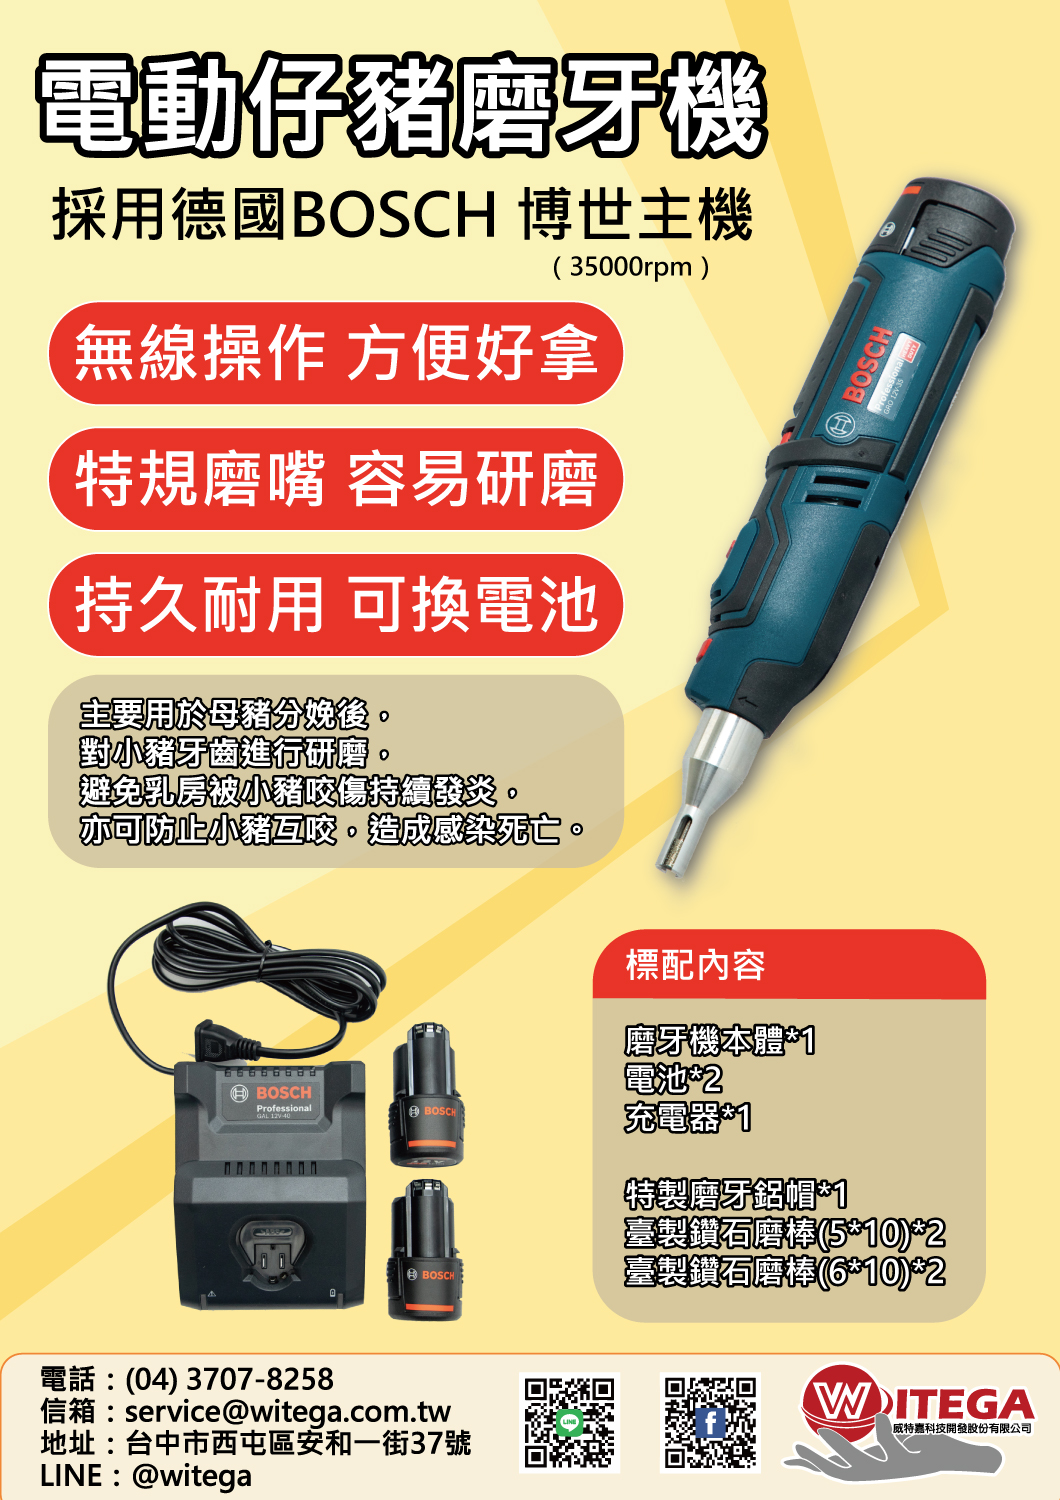 電動仔豬磨牙機
採用德國BOSCH 博世主機
（35000rpm）
無線操作 方便好拿
特規磨嘴 容易研磨
持久耐用 可換電池
主要用於母豬分娩後，
對小豬牙齒進行研磨，
避免乳房被小豬咬傷持續發炎，
亦可防止小豬互咬，造成感染死亡。
BOSCH
Professional
GRO 12V-35
標配內容
磨牙機本體*1
電池*2
充電器*1
特製磨牙鋁帽*1
臺製鑽石磨棒(5*10)*2
臺製鑽石磨棒(6*10)*2
BOSCH
Professional
GAL 12V-40
BOSCH
BOSCH
電話：(04) 3707-8258
信箱：service@witega.com.tw
地址：台中市西屯區安和一街37號
LINE：@witega
LINE
WITEGA
威特嘉科技開發股份有限公司